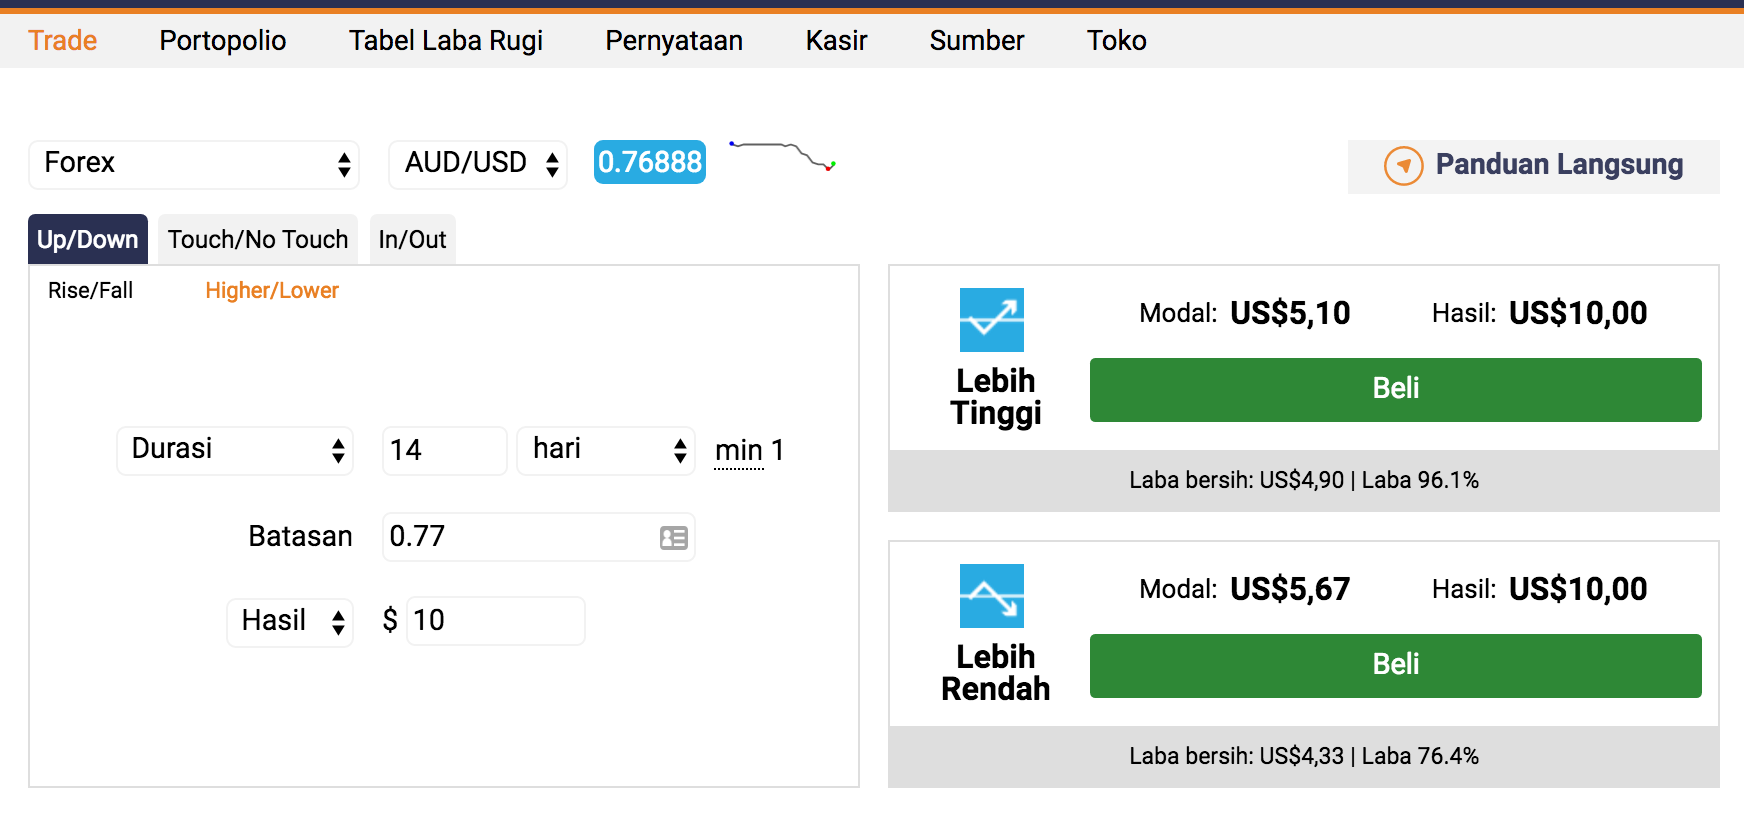 Trade Portopolio Tabel Laba Rugi Pernyataan Kasir Sumber Toko
Forex AUD/USD 0.76888 Panduan Langsung
Up/Down Touch/No Touch In/Out
Rise/Fall Higher/Lower
Durasi 14 hari min 1
Batasan 0.77
Hasil $ 10
Modal: US$5,10 Hasil: US$10,00
Lebih
Tinggi
Beli
Laba bersih: US$4,90 | Laba 96.1%
Modal: US$5,67 Hasil: US$10,00
Lebih
Rendah
Beli
Laba bersih: US$4,33 | Laba 76.4%